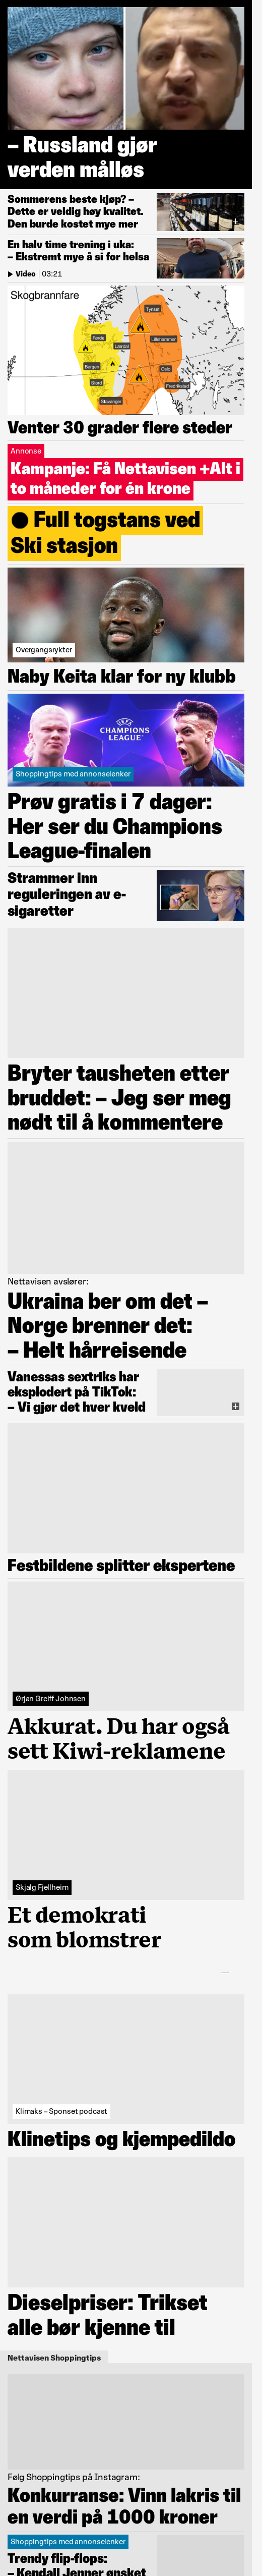 – Russland gjør
verden målløs
Sommerens beste kjøp? –
Dette er veldig høy kvalitet.
Den burde kostet mye mer
En halv time trening i uka:
– Ekstremt mye å si for helsa
Video | 03:21
Skogbrannfare
Tynset
Førde
Lillehammer
Lærdal
Bergen
Oslo
Stord
Fredrikstad
Stavanger
Venter 30 grader flere steder
Annonse
Kampanje: Få Nettavisen +Alt i
to måneder for én krone
Full togstans ved
Ski stasjon
Overgangsrykter
Naby Keita klar for ny klubb
UEFA
CHAMPIONS
LEAGUE
Shoppingtips med annonselenker
Prøv gratis i 7 dager:
Her ser du Champions
League-finalen
Strammer inn
reguleringen av e-
sigaretter
Bryter tausheten etter
bruddet: – Jeg ser meg
nødt til å kommentere
Nettavisen avslører:
Ukraina ber om det –
Norge brenner det:
– Helt hårreisende
Vanessas sextriks har
eksplodert på TikTok:
– Vi gjør det hver kveld
Festbildene splitter ekspertene
Ørjan Greiff Johnsen
Akkurat. Du har også
sett Kiwi-reklamene
Skjalg Fjellheim
Et demokrati
som blomstrer
Klimaks – Sponset podcast
Klinetips og kjempedildo
Dieselpriser: Trikset
alle bør kjenne til
Nettavisen Shoppingtips
Følg Shoppingtips på Instagram:
Konkurranse: Vinn lakris til
en verdi på 1000 kroner
Shoppingtips med annonselenker
Trendy flip-flops:
– Kendall Jenner ønsket